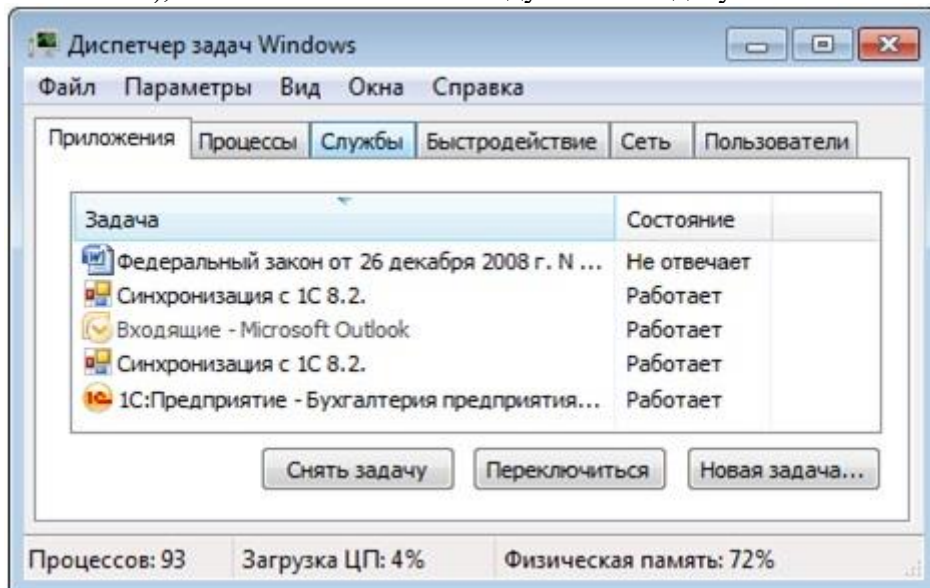 Диспетчер задач Windows
Файл Параметры Вид Окна Справка
Приложения Процессы Службы Быстродействие Сеть Пользователи
Задача Состояние
Федеральный закон от 26 декабря 2008 г. N ... Не отвечает
Синхронизация с 1С 8.2. Работает
Входящие - Microsoft Outlook Работает
Синхронизация с 1С 8.2. Работает
1С:Предприятие - Бухгалтерия предприятия... Работает
Снять задачу Переключиться Новая задача...
Процессов: 93 Загрузка ЦП: 4% Физическая память: 72%